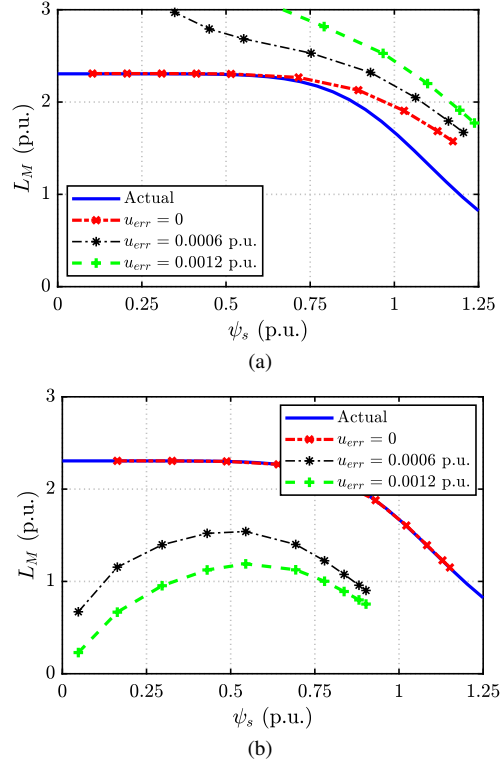 3
2
1
0
L_M (p.u.)
Actual
u_err = 0
u_err = 0.0006 p.u.
u_err = 0.0012 p.u.
0 0.25 0.5 0.75 1 1.25
ψ_s (p.u.)
(a)
3
2
1
0
L_M (p.u.)
Actual
u_err = 0
u_err = 0.0006 p.u.
u_err = 0.0012 p.u.
0 0.25 0.5 0.75 1 1.25
ψ_s (p.u.)
(b)